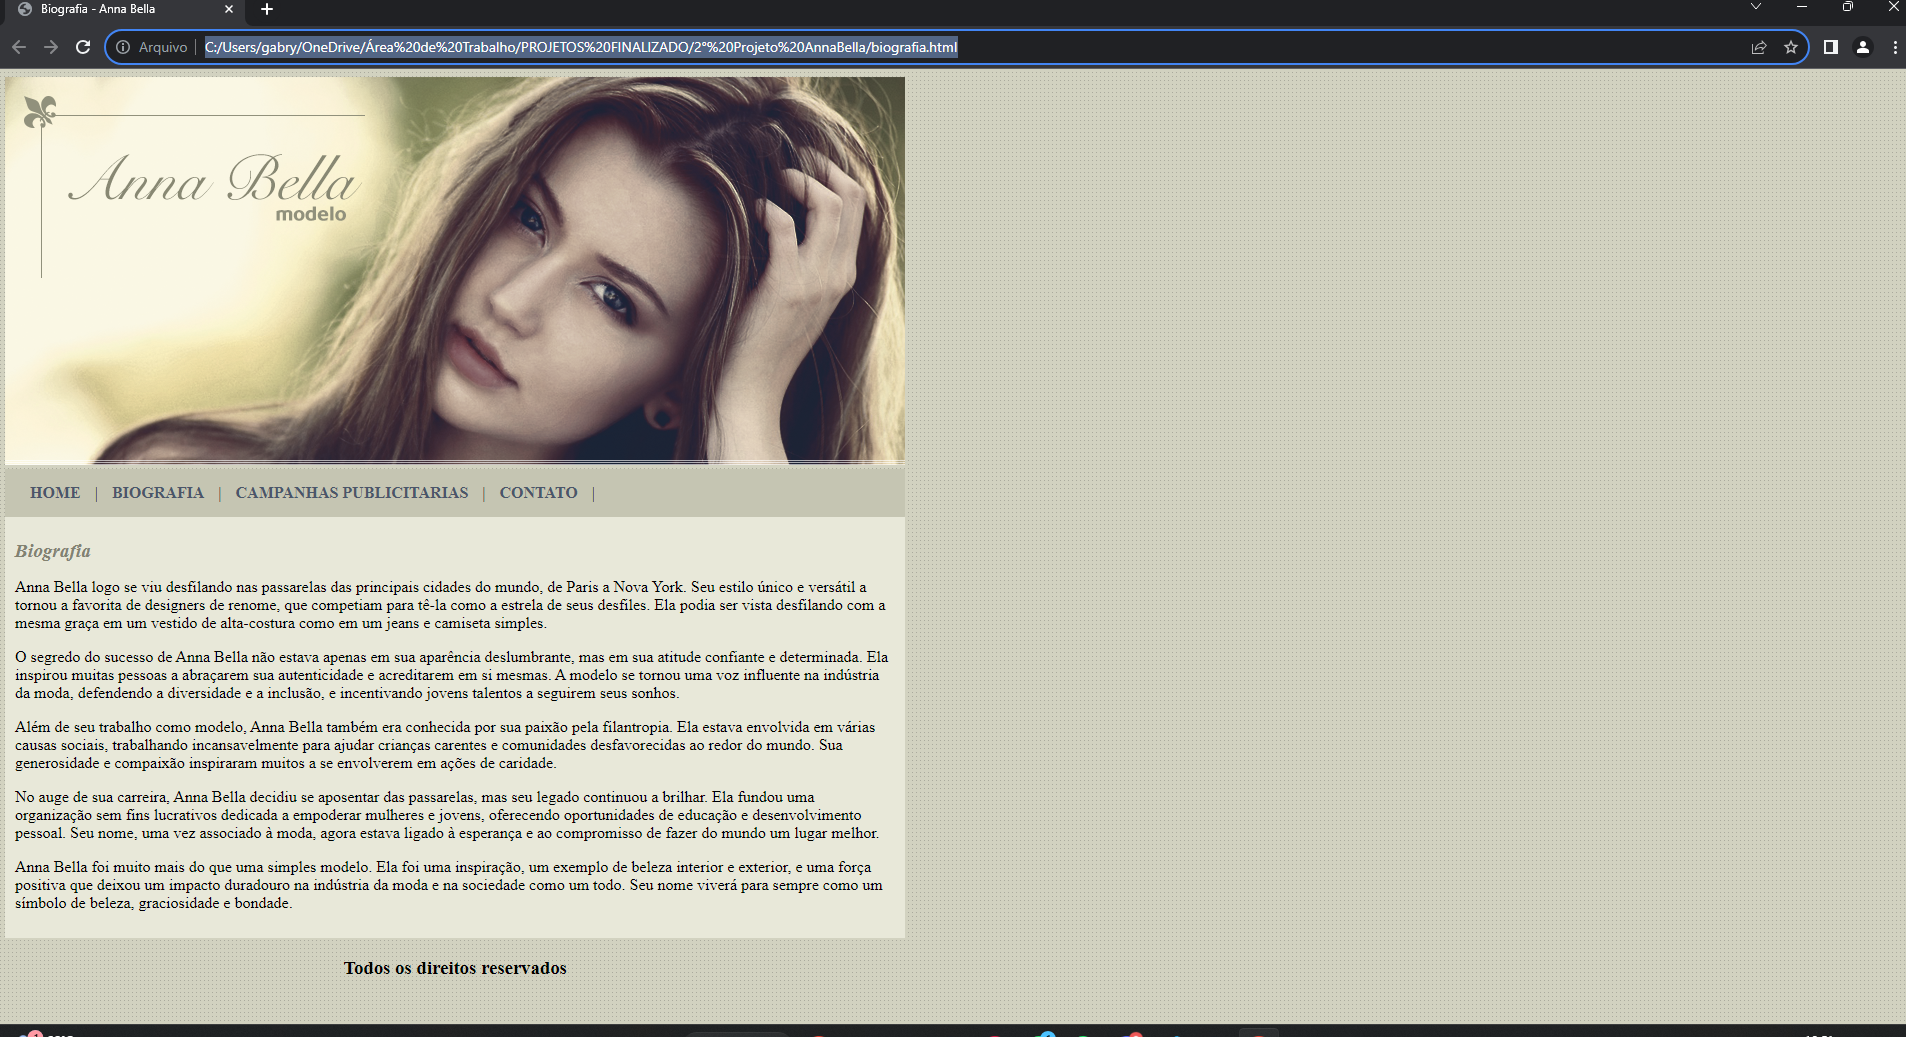 Biografia - Anna Bella
Arquivo | C:/Users/gabry/OneDrive/Área%20de%20Trabalho/PROJETOS%20FINALIZADO/2°%20Projeto%20AnnaBella/biografia.html
Anna Bella
modelo
HOME | BIOGRAFIA | CAMPANHAS PUBLICITARIAS | CONTATO |
Biografia
Anna Bella logo se viu desfilando nas passarelas das principais cidades do mundo, de Paris a Nova York. Seu estilo único e versátil a
tornou a favorita de designers de renome, que competiam para tê-la como a estrela de seus desfiles. Ela podia ser vista desfilando com a
mesma graça em um vestido de alta-costura como em um jeans e camiseta simples.
O segredo do sucesso de Anna Bella não estava apenas em sua aparência deslumbrante, mas em sua atitude confiante e determinada. Ela
inspirou muitas pessoas a abraçarem sua autenticidade e acreditarem em si mesmas. A modelo se tornou uma voz influente na indústria
da moda, defendendo a diversidade e a inclusão, e incentivando jovens talentos a seguirem seus sonhos.
Além de seu trabalho como modelo, Anna Bella também era conhecida por sua paixão pela filantropia. Ela estava envolvida em várias
causas sociais, trabalhando incansavelmente para ajudar crianças carentes e comunidades desfavorecidas ao redor do mundo. Sua
generosidade e compaixão inspiraram muitos a se envolverem em ações de caridade.
No auge de sua carreira, Anna Bella decidiu se aposentar das passarelas, mas seu legado continuou a brilhar. Ela fundou uma
organização sem fins lucrativos dedicada a empoderar mulheres e jovens, oferecendo oportunidades de educação e desenvolvimento
pessoal. Seu nome, uma vez associado à moda, agora estava ligado à esperança e ao compromisso de fazer do mundo um lugar melhor.
Anna Bella foi muito mais do que uma simples modelo. Ela foi uma inspiração, um exemplo de beleza interior e exterior, e uma força
positiva que deixou um impacto duradouro na indústria da moda e na sociedade como um todo. Seu nome viverá para sempre como um
símbolo de beleza, graciosidade e bondade.
Todos os direitos reservados